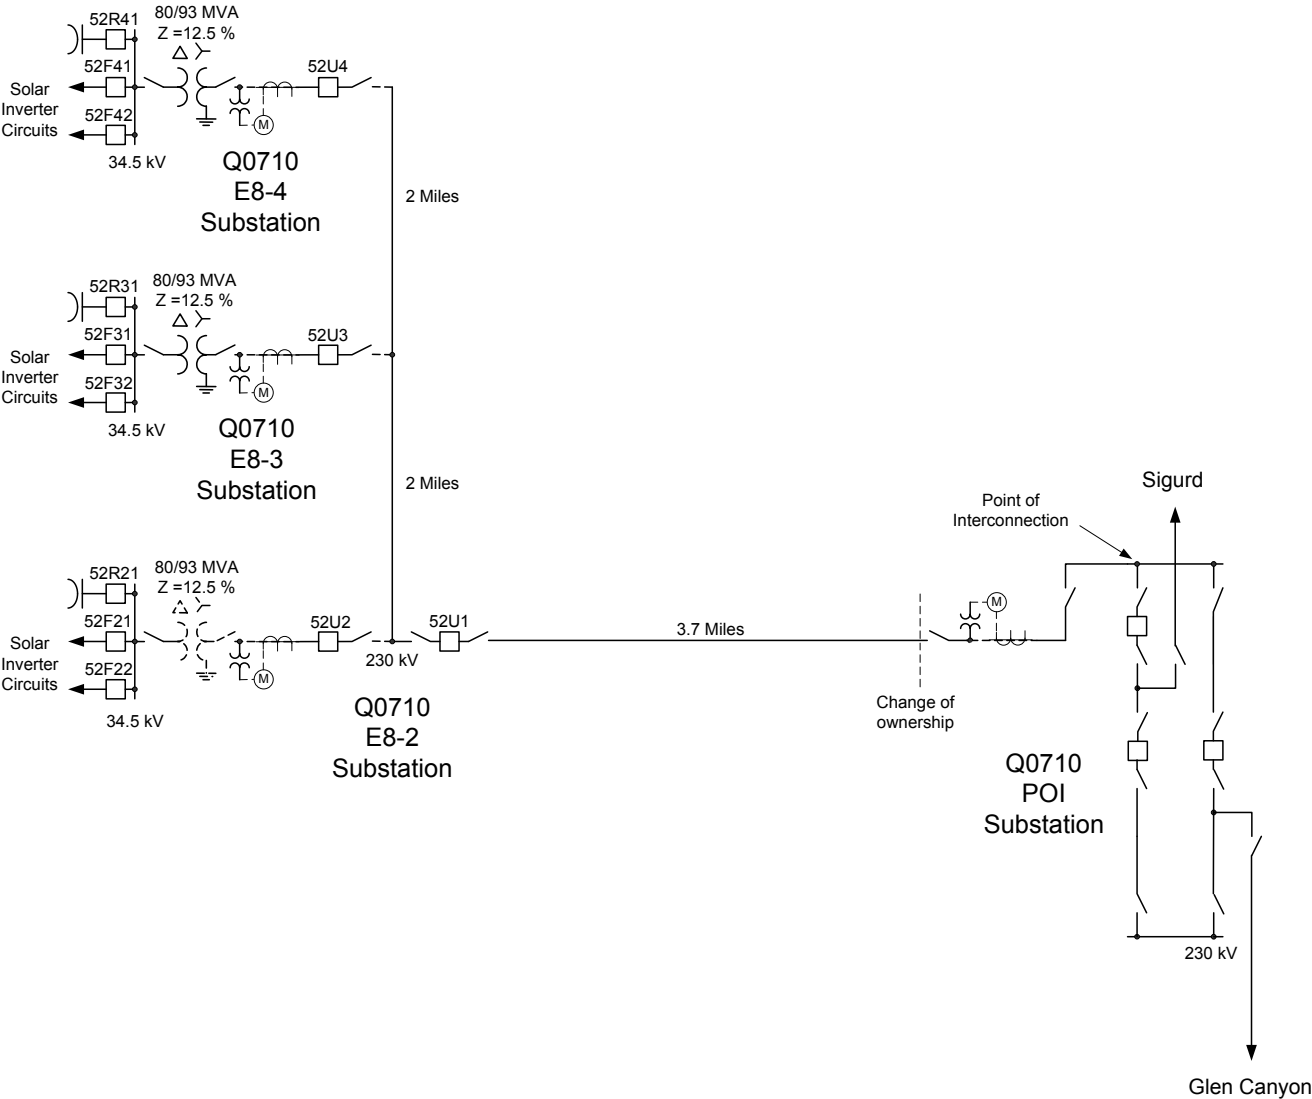 52R41
80/93 MVA
Z =12.5 %
52F41
52U4
Solar
Inverter
Circuits
52F42
M
34.5 kV
Q0710
E8-4
Substation
2 Miles
52R31
80/93 MVA
Z =12.5 %
52F31
52U3
Solar
Inverter
Circuits
52F32
M
34.5 kV
Q0710
E8-3
Substation
2 Miles
Sigurd
Point of
Interconnection
52R21
80/93 MVA
Z =12.5 %
52F21
52U2
52U1
M
3.7 Miles
Solar
Inverter
Circuits
52F22
M
230 kV
34.5 kV
Q0710
E8-2
Substation
Change of
ownership
Q0710
POI
Substation
230 kV
Glen Canyon